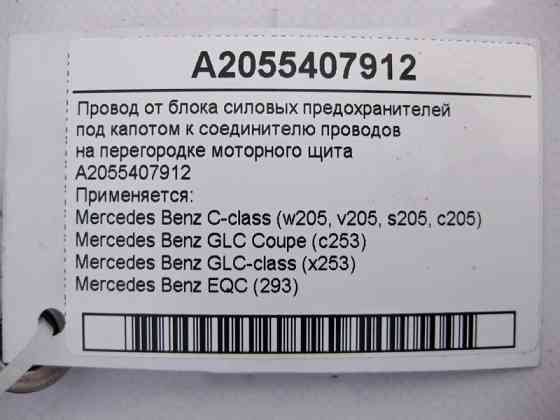 A2055407912
Провод от блока силовых предохранителей
под капотом к соединителю проводов
на перегородке моторного щита
A2055407912
Применяется:
Mercedes Benz C-class (w205, v205, s205, c205)
Mercedes Benz GLC Coupe (c253)
Mercedes Benz GLC-class (x253)
Mercedes Benz EQC (293)